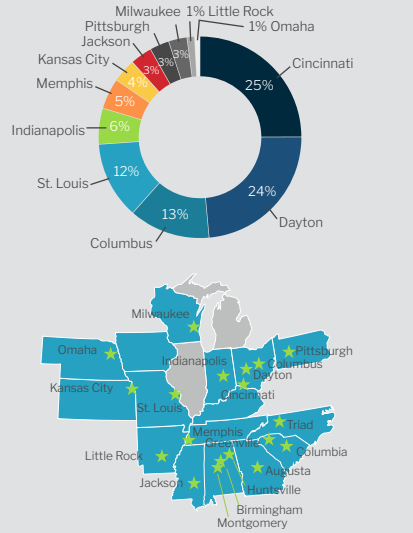 Milwaukee 1% Little Rock
Pittsburgh 1% Omaha
Jackson
Kansas City
Memphis
Indianapolis
St. Louis
Columbus
Dayton
Cincinnati
25%
24%
13%
12%
6%
5%
4%
3%
3%
3%
Milwaukee
Omaha
Indianapolis
Pittsburgh
Columbus
Dayton
Kansas City
Cincinnati
St. Louis
Triad
Memphis
Greenville
Columbia
Little Rock
Augusta
Jackson
Huntsville
Birmingham
Montgomery